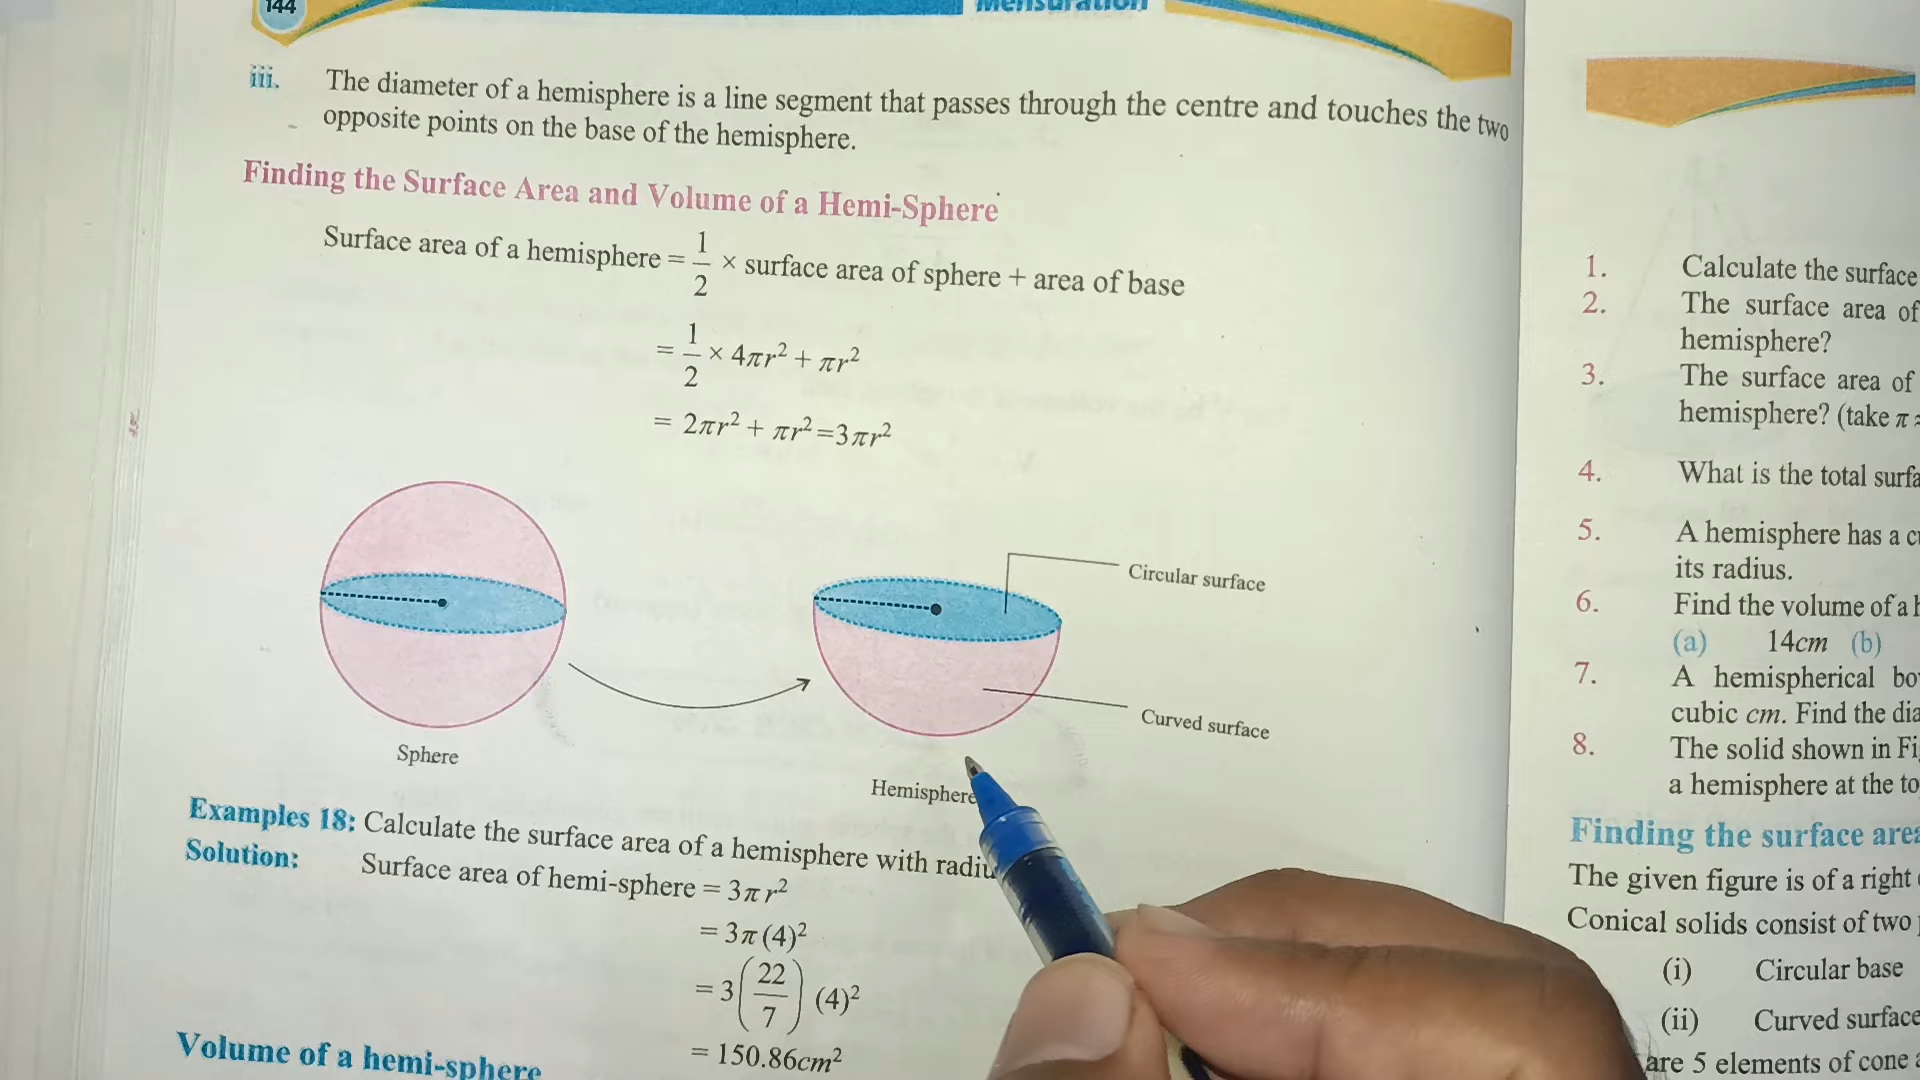 144
Mensuration
iii. The diameter of a hemisphere is a line segment that passes through the centre and touches the two
opposite points on the base of the hemisphere.
Finding the Surface Area and Volume of a Hemi-Sphere
Surface area of a hemisphere = 1/2 × surface area of sphere + area of base
= 1/2 × 4πr² + πr²
= 2πr² + πr² =3πr²
Circular surface
Curved surface
Sphere
Hemisphere
Examples 18: Calculate the surface area of a hemisphere with
Solution: Surface area of hemi-sphere = 3π r²
= 3π (4)²
= 3(22/7) (4)²
= 150.86cm²
Volume of a hemi-sphere
1. Calculate the surface
2. The surface area of
hemisphere?
3. The surface area of
hemisphere? (take π
4. What is the total
5. A hemisphere has a
its radius.
6. Find the volume of a
(a) 14cm (b)
7. A hemispherical
cubic cm. Find the
8. The solid shown in
a hemisphere at the
Finding the surface
The given figure is of a right
Conical solids consist of two
(i) Circular base
(ii) Curved surface
are 5 elements of cone